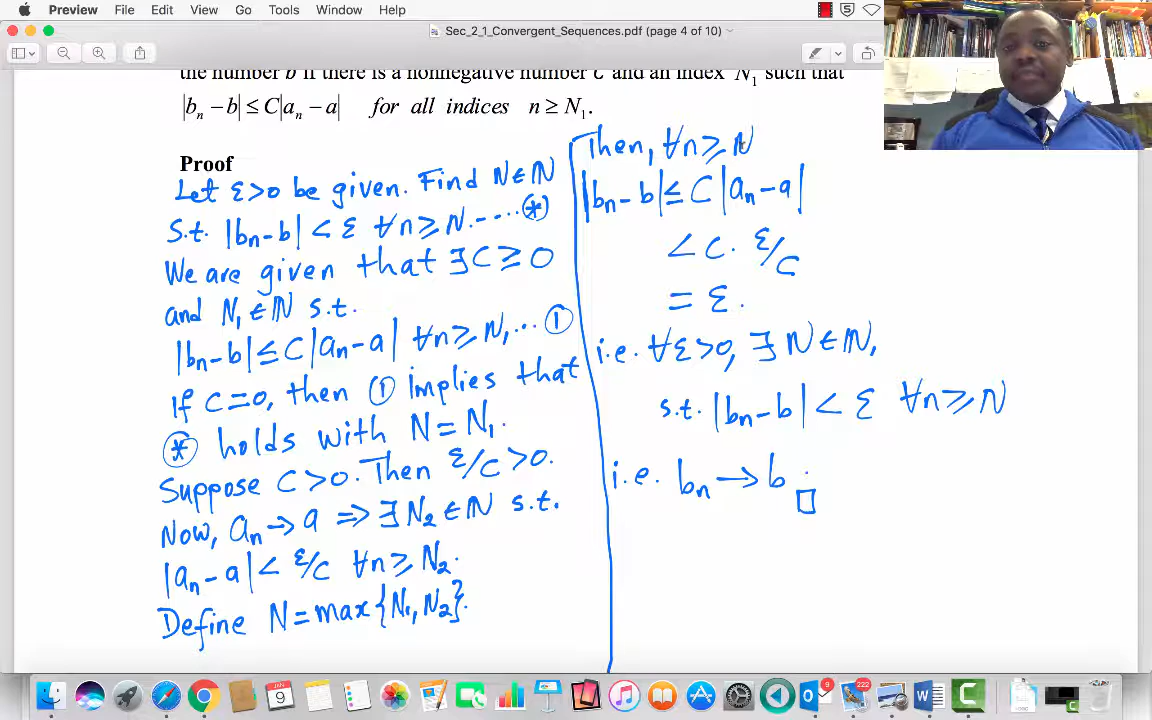 Preview File Edit View Go Tools Window Help
Sec_2_1_Convergent_Sequences.pdf (page 4 of 10)
the number b if there is a nonnegative number c and an index N₁ such that
|bₙ − b| ≤ C|aₙ − a| for all indices n ≥ N₁.
Proof
Let ε>0 be given. Find N∈ℕ
s.t. |bₙ−b| < ε ∀n≥N.----(*)
We are given that ∃C≥0
and N₁∈ℕ s.t.
|bₙ−b| ≤ C|aₙ−a| ∀n≥N₁...①
If C=0, then ① implies that
(*) holds with N=N₁.
Suppose C>0. Then ε/C>0.
Now, aₙ→a ⇒ ∃N₂∈ℕ s.t.
|aₙ−a| < ε/C ∀n≥N₂.
Define N=max{N₁,N₂}.
Then, ∀n≥N
|bₙ−b| ≤ C|aₙ−a|
< C. ε/C
= ε.
i.e. ∀ε>0, ∃N∈ℕ,
s.t. |bₙ−b| < ε ∀n≥N
i.e. bₙ→b.
□
JAN
9
9
222